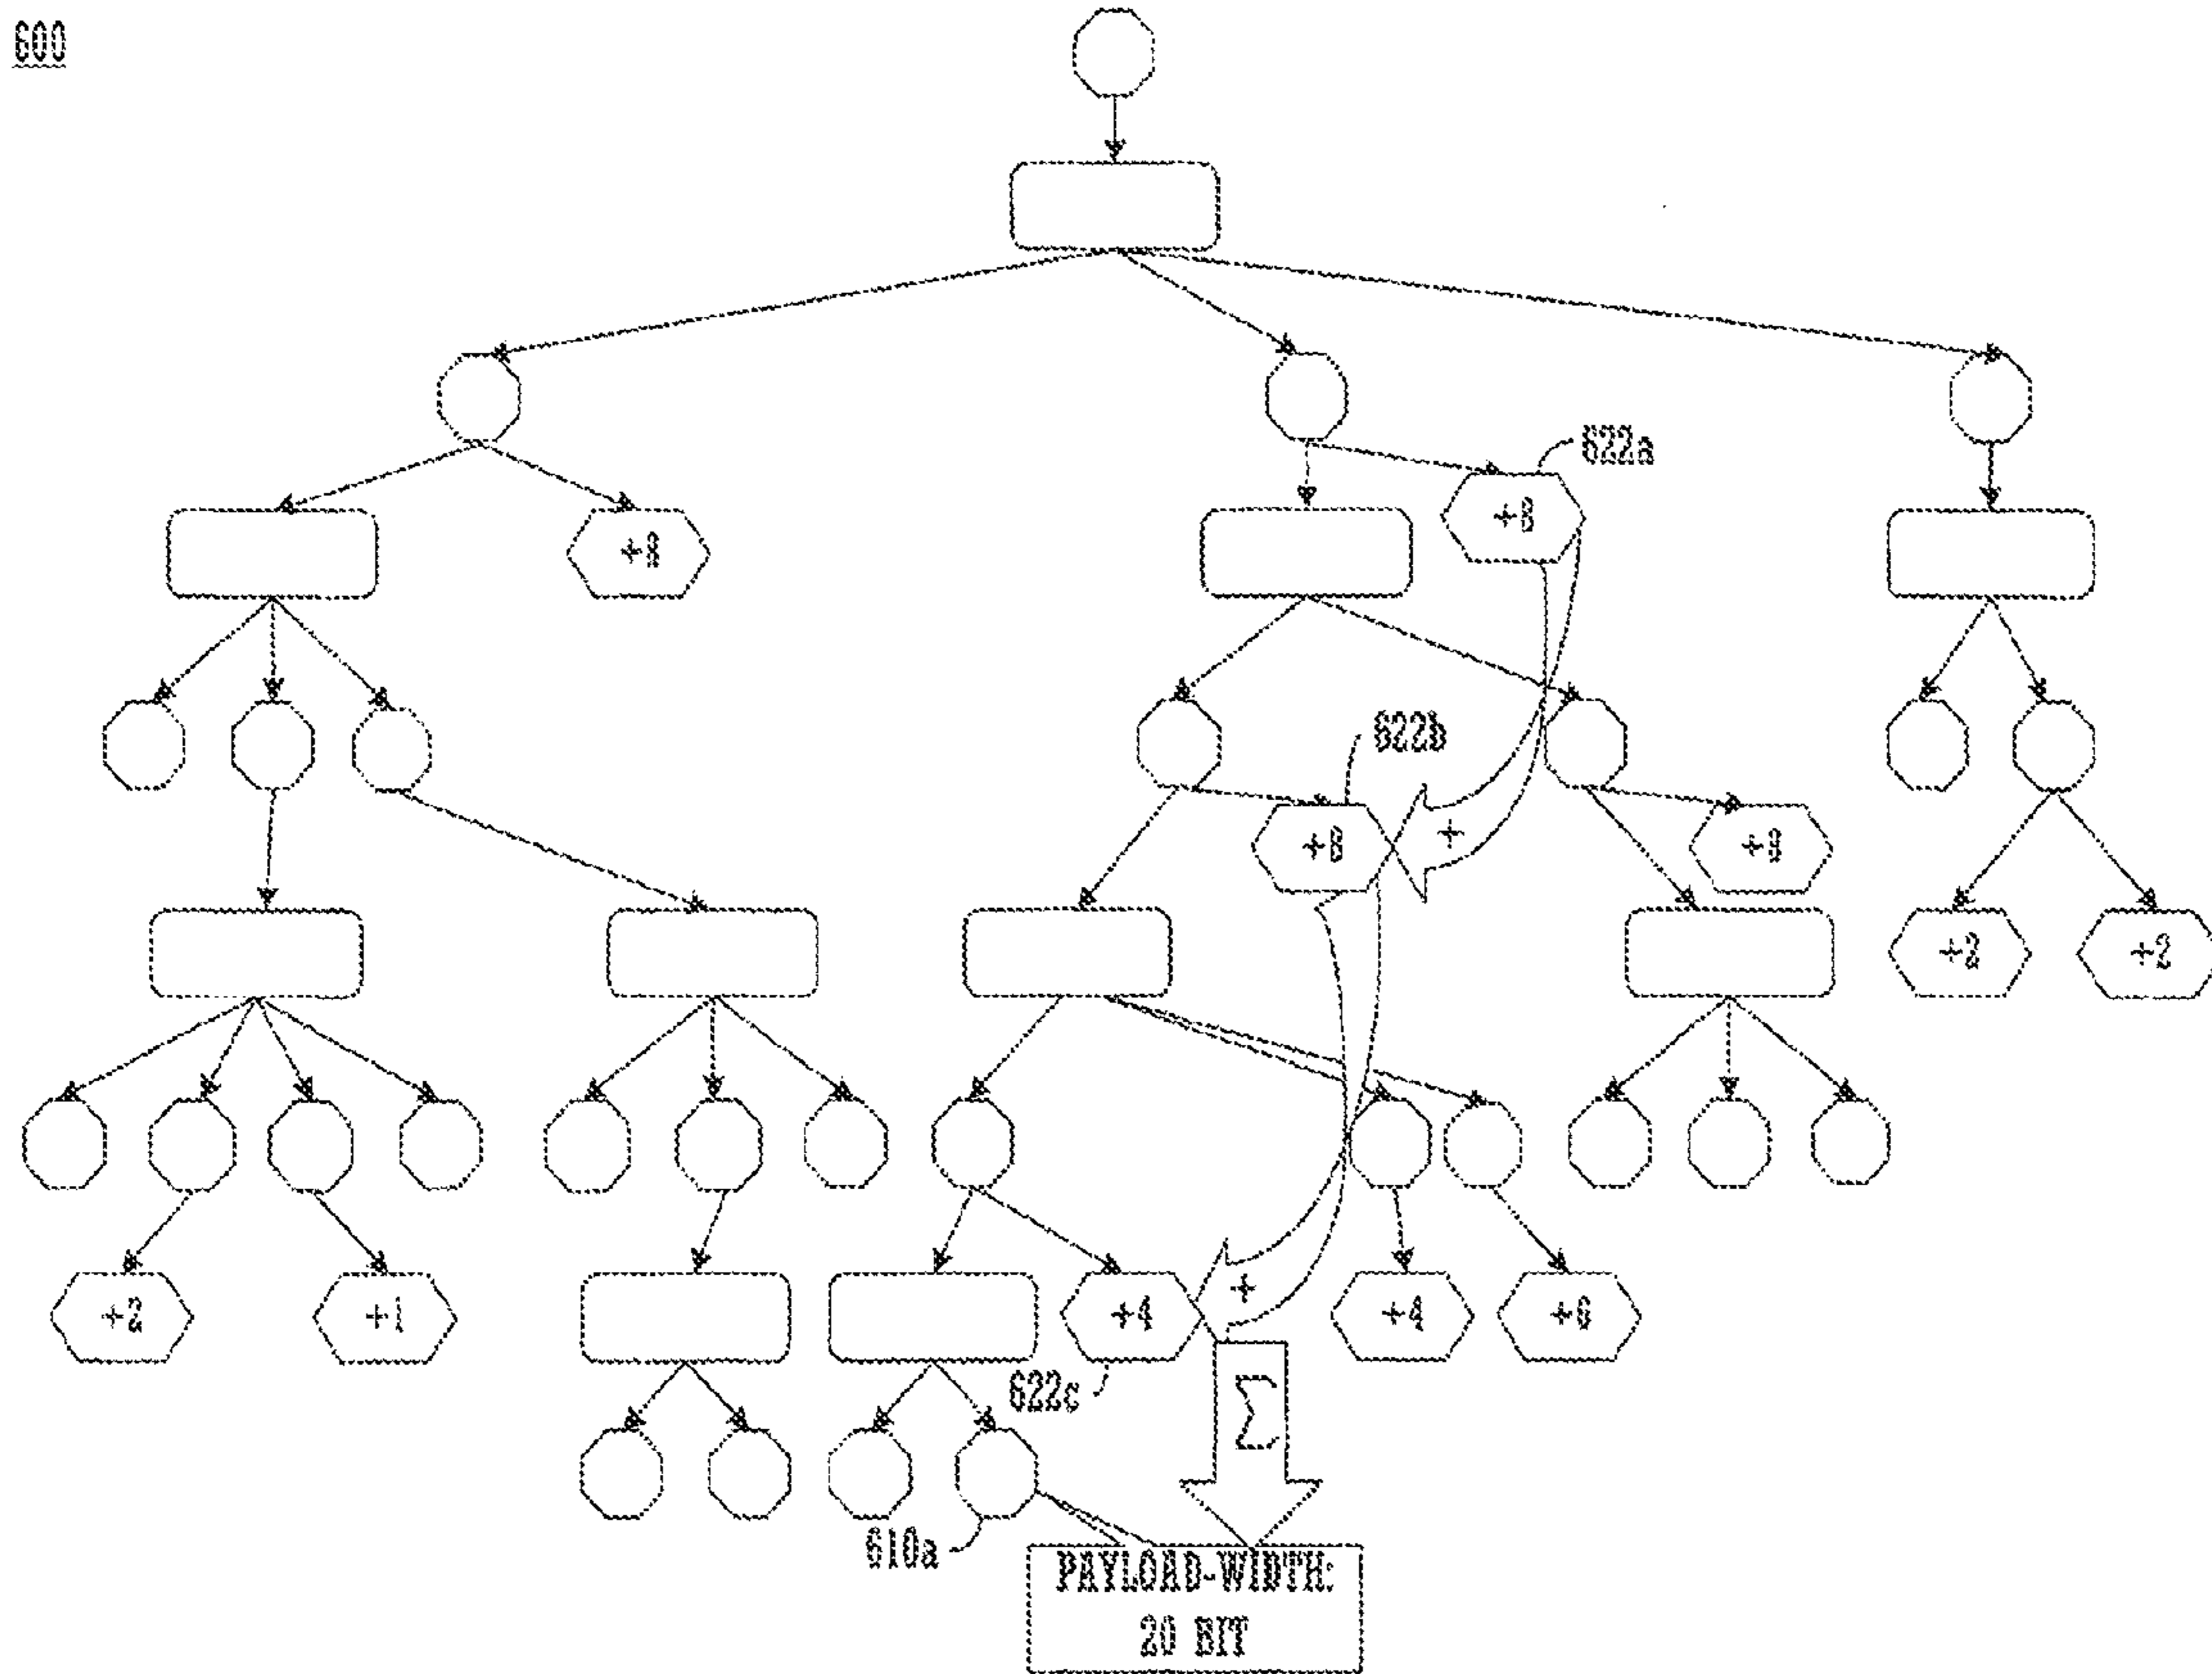 600
622a
+8
+8
622b
+8
+
+8
+2
+2
+2
+1
+4
+
+4
+6
622c
Σ
610a
PAYLOAD-WIDTH:
20 BIT